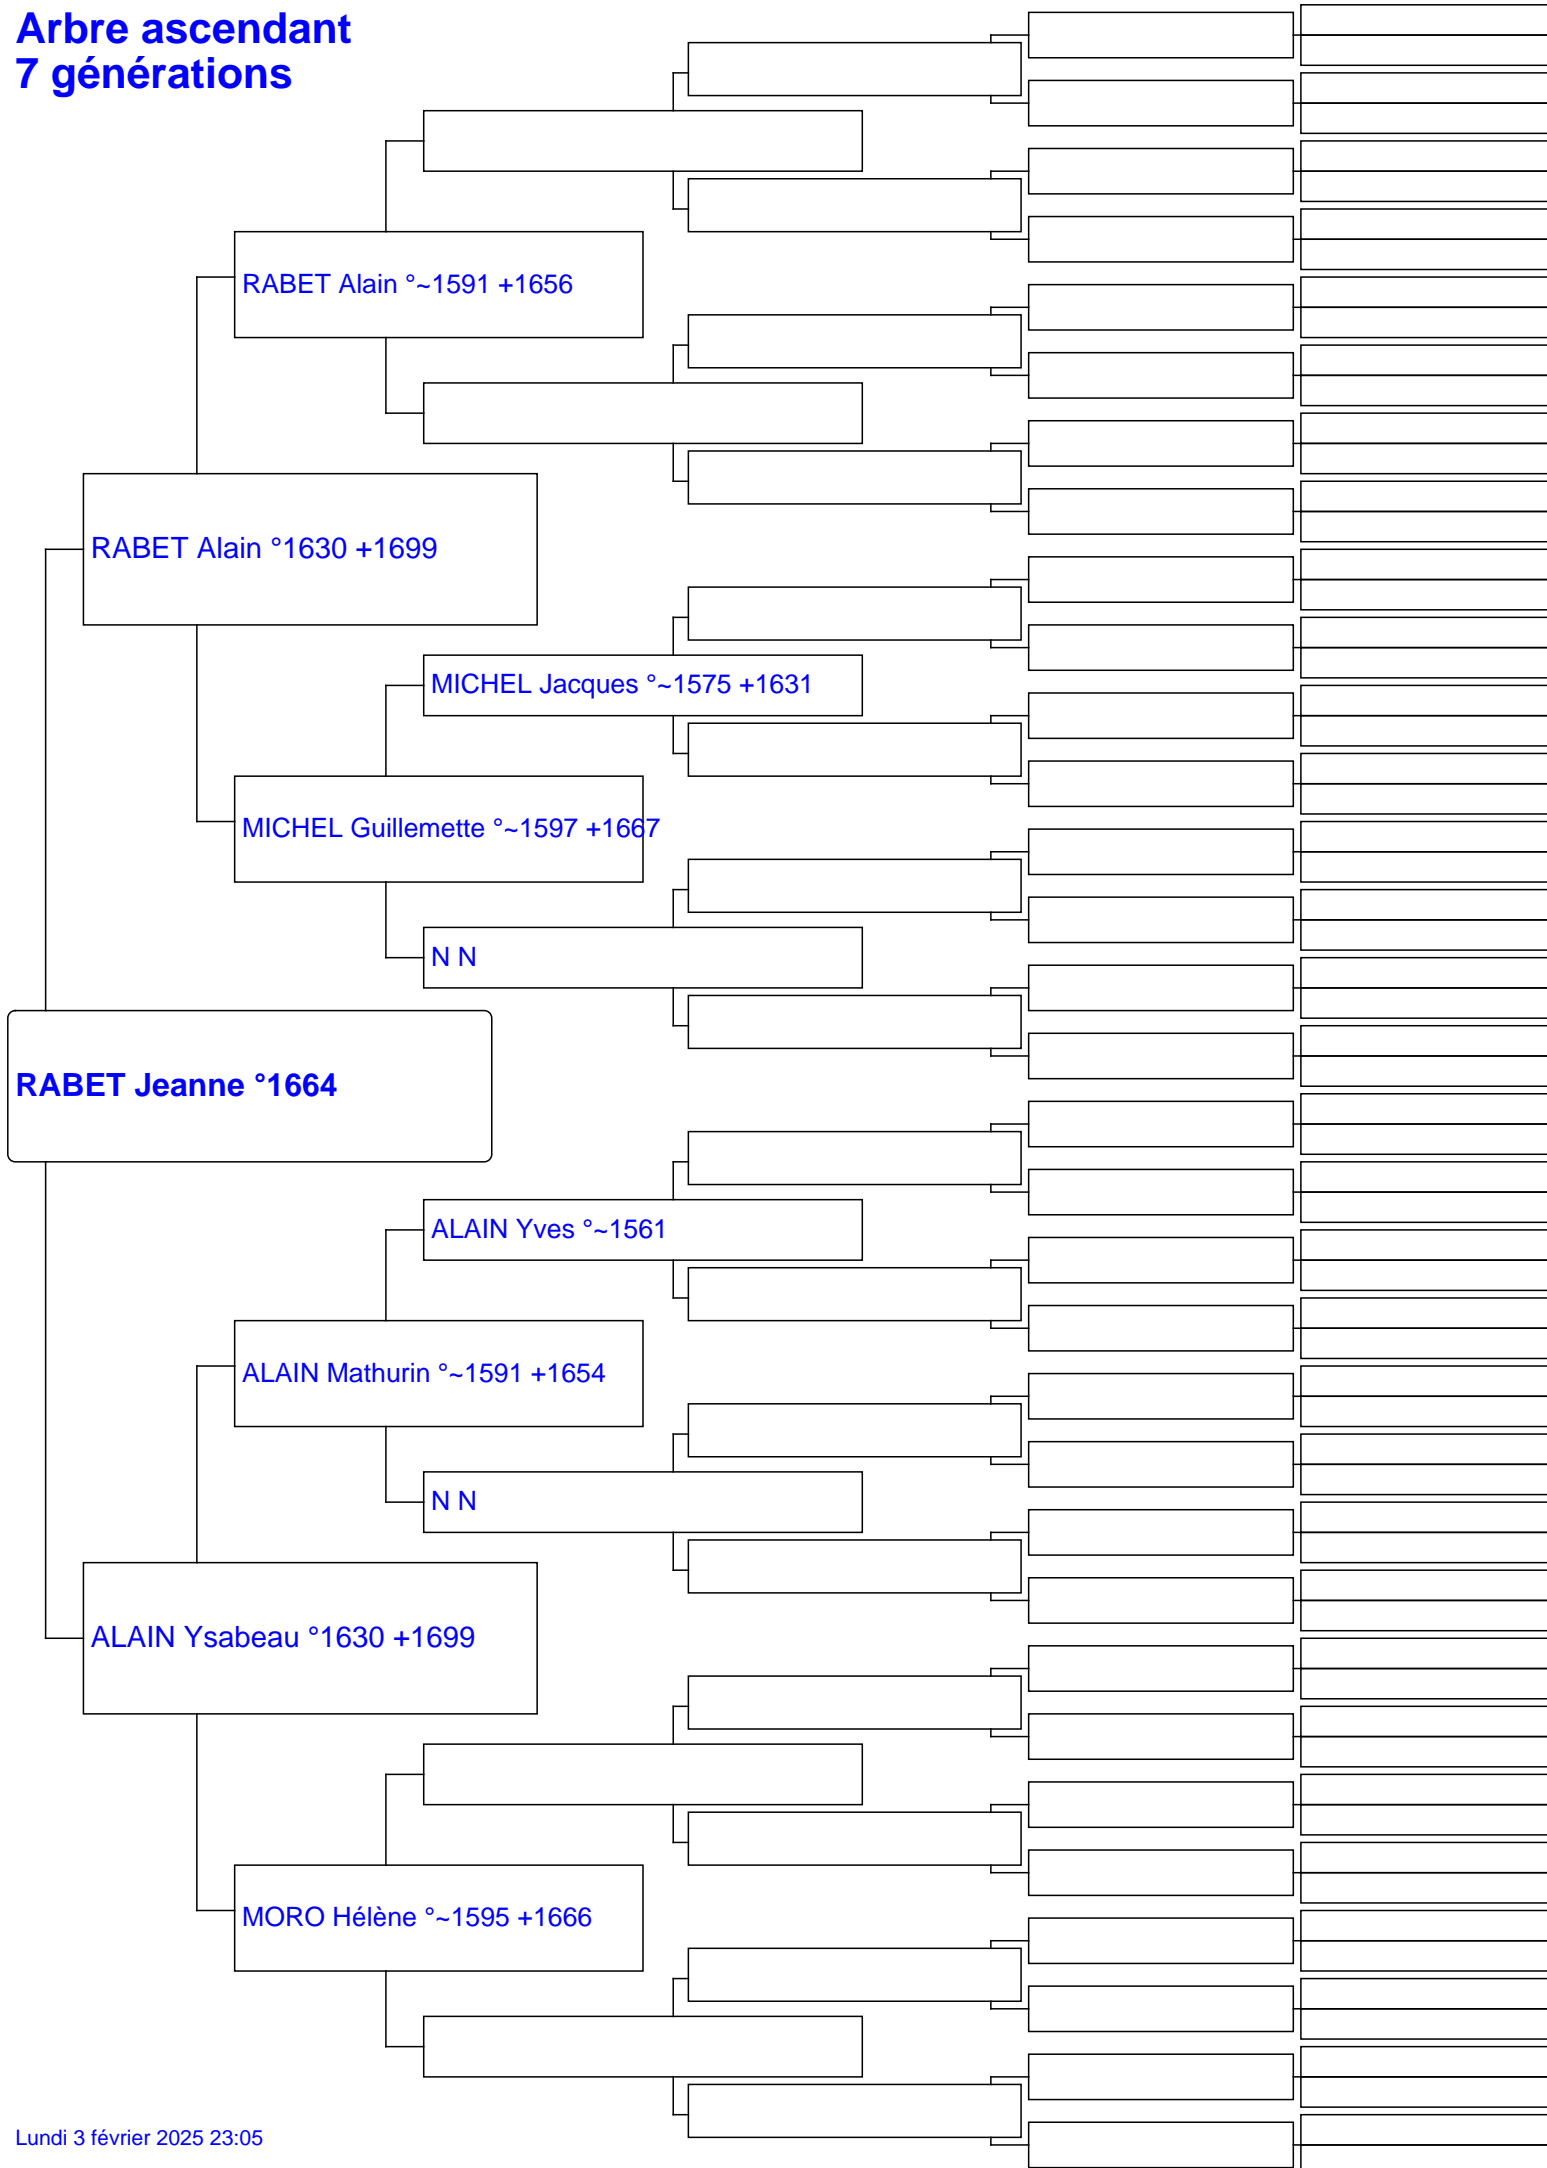 Arbre ascendant
7 générations
RABET Alain °~1591 +1656
RABET Alain °1630 +1699
MICHEL Jacques °~1575 +1631
MICHEL Guillemette °~1597 +1667
N N
RABET Jeanne °1664
ALAIN Yves °~1561
ALAIN Mathurin °~1591 +1654
N N
ALAIN Ysabeau °1630 +1699
MORO Hélène °~1595 +1666
Lundi 3 février 2025 23:05